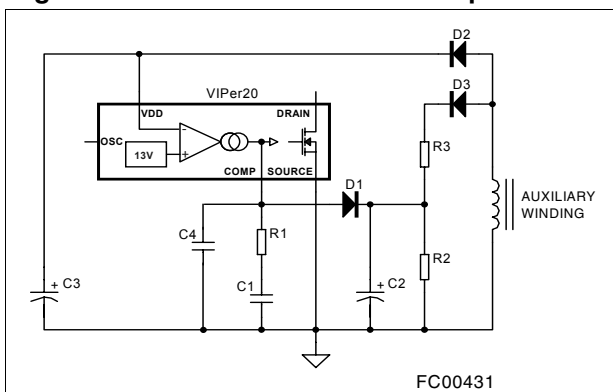 D2
D3
VIPer20
VDD
DRAIN
OSC
-
+
13V
COMP
SOURCE
R3
D1
AUXILIARY
WINDING
C4
R1
R2
+ C3
C1
+ C2
FC00431